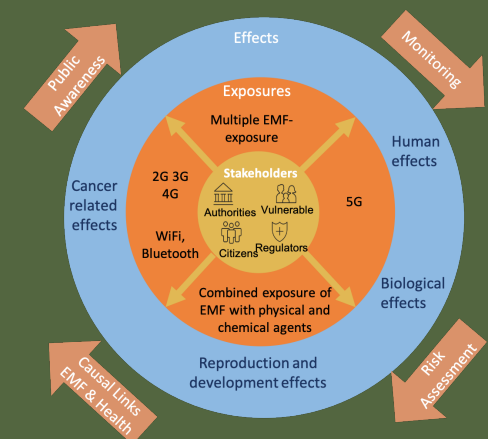 Effects
Public
Awareness
Monitoring
Exposures
Multiple EMF-
exposure
Human
effects
Stakeholders
2G 3G
4G
Cancer
related
effects
Authorities
Vulnerable
5G
WiFi,
Bluetooth
Citizens
Regulators
Combined exposure of
EMF with physical and
chemical agents
Biological
effects
Reproduction and
development effects
Causal Links
EMF & Health
Risk
Assessment